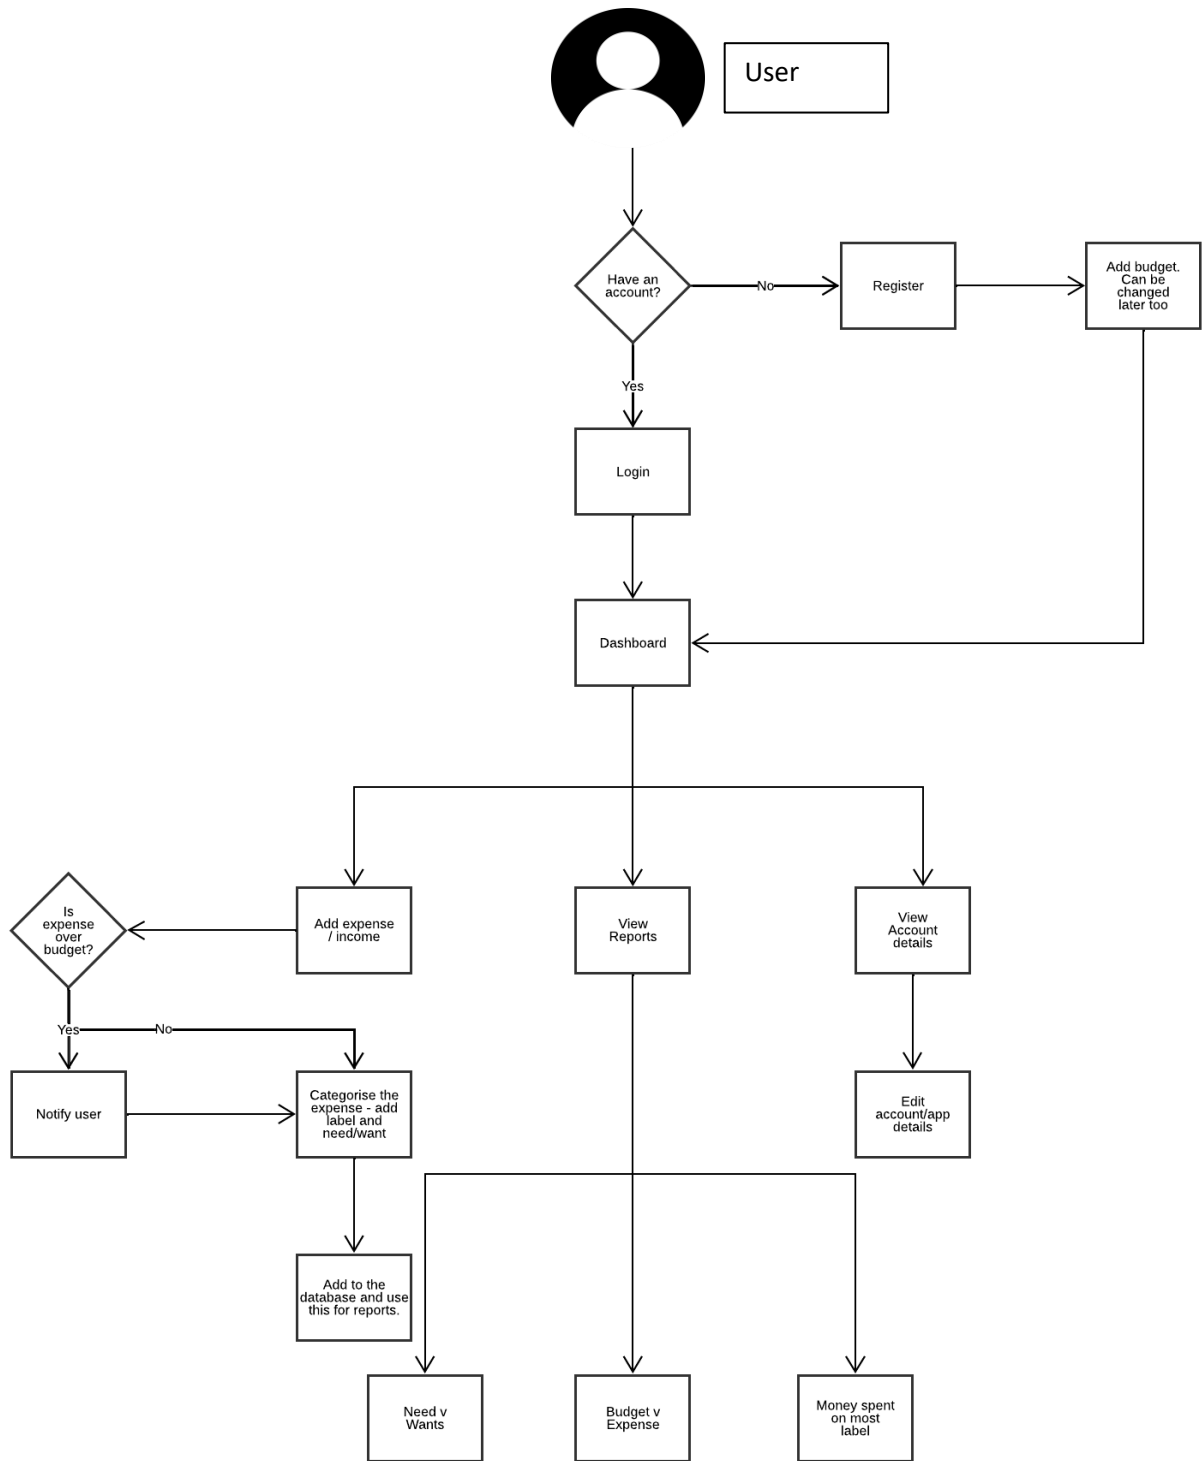 User
Have an
account?
No
Register
Add budget.
Can be
changed
later too
Yes
Login
Dashboard
Is
expense
over
budget?
Add expense
/ income
View
Reports
View
Account
details
Yes
No
Notify user
Categorise the
expense - add
label and
need/want
Edit
account/app
details
Add to the
database and use
this for reports.
Need v
Wants
Budget v
Expense
Money spent
on most
label